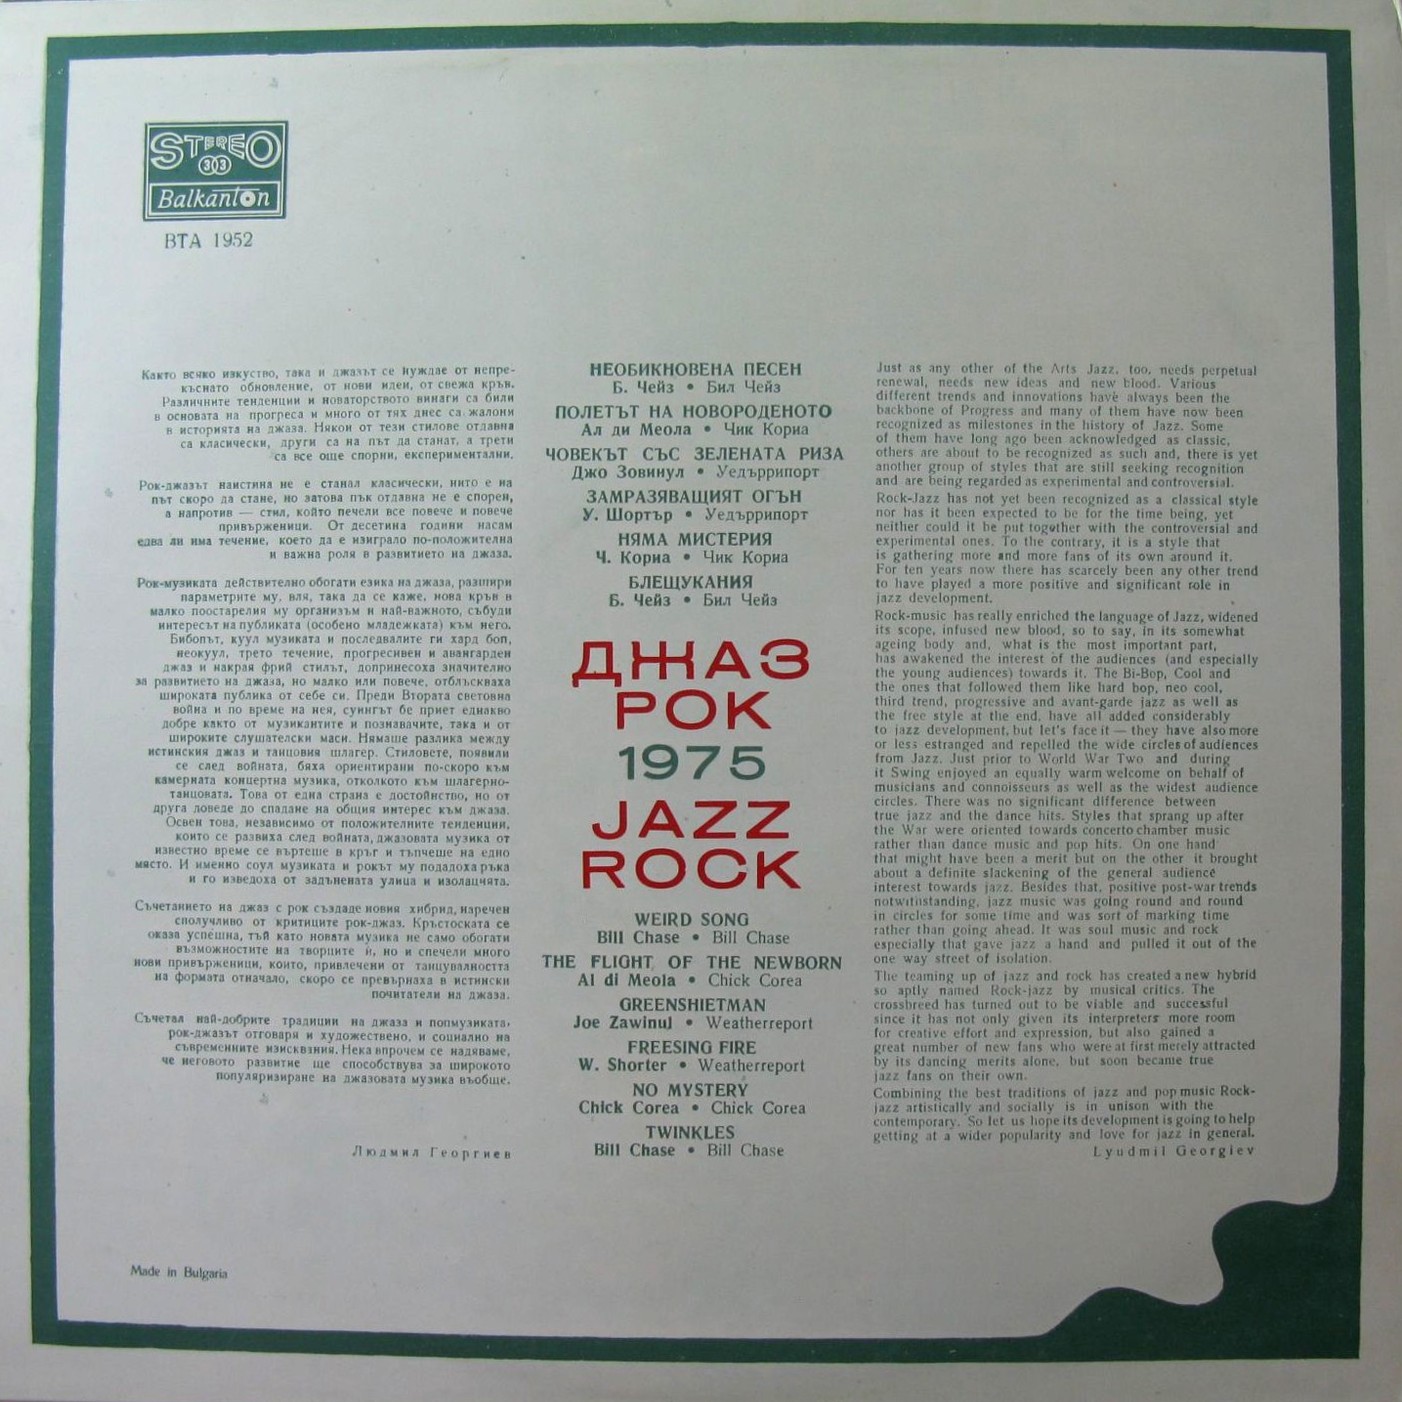 STEREO
33
Balkanton
ВТА 1952
Както всяко изкуство, така и джазът се нуждае от непре-
къснато обновление, от нови идеи, от свежа кръв.
Различните тенденции и новаторството винаги са били
в основата на прогреса и много от тях днес са жалони
в историята на джаза. Някои от тези стилове отдавна
са класически, други са на път да станат, а трети
са все още спорни, експериментални.
Рок-джазът наистина не е станал класически, нито е на
път скоро да стане, но затова пък отдавна не е спорен,
а напротив — стил, който печели все повече и повече
привърженици. От десетина години насам
едва ли има течение, което да е изиграло по-положителна
и важна роля в развитието на джаза.
Рок-музиката действително обогати езика на джаза, разшири
параметрите му, вля, така да се каже, нова кръв в
малко поостарелия му организъм и най-важното, събуди
интересът на публиката (особено младежката) към него.
Бибопът, куул музиката и последвалите ги хард боп,
неокуул, трето течение, прогресивен и авангарден
джаз и накрая фрий стилът, допринесоха значително
за развитието на джаза, но малко или повече, отблъскваха
широката публика от себе си. Преди Втората световна
война и по време на нея, суингът бе приет еднакво
добре както от музикантите и познавачите, така и от
широките слушателски маси. Нямаше разлика между
истинския джаз и танцовия шлагер. Стиловете, появили
се след войната, бяха ориентирани по-скоро към
камерната концертна музика, отколкото към шлагерно-
танцовата. Това от една страна е достойнство, но от
друга доведе до спадане на общия интерес към джаза.
Освен това, независимо от положителните тенденции,
които се развиха след войната, джазовата музика от
известно време се въртеше в кръг и тъпчеше на едно
място. И именно соул музиката и рокът му подадоха ръка
и го изведоха от задънената улица и изолацията.
Съчетанието на джаз с рок създаде новия хибрид, наречен
сполучливо от критиците рок-джаз. Кръстоската се
оказа успешна, тъй като новата музика не само обогати
възможностите на творците ѝ, но и спечели много
нови привърженици, които, привлечени от танцувалността
на формата отначало, скоро се превърнаха в истински
почитатели на джаза.
Съчетал най-добрите традиции на джаза и попмузиката,
рок-джазът отговаря и художествено, и социално на
съвременните изисквания. Нека впрочем се надяваме,
че неговото развитие ще способствува за широкото
популяризиране на джазовата музика въобще.
Людмил Георгиев
Made in Bulgaria
НЕОБИКНОВЕНА ПЕСЕН
Б. Чейз • Бил Чейз
ПОЛЕТЪТ НА НОВОРОДЕНОТО
Ал ди Меола • Чик Кориа
ЧОВЕКЪТ СЪС ЗЕЛЕНАТА РИЗА
Джо Зовинул • Уедъррипорт
ЗАМРАЗЯВАЩИЯТ ОГЪН
У. Шортър • Уедъррипорт
НЯМА МИСТЕРИЯ
Ч. Кориа • Чик Кориа
БЛЕЩУКАНИЯ
Б. Чейз • Бил Чейз
ДЖАЗ
РОК
1975
JAZZ
ROCK
WEIRD SONG
Bill Chase • Bill Chase
THE FLIGHT OF THE NEWBORN
Al di Meola • Chick Corea
GREENSHIETMAN
Joe Zawinul • Weatherreport
FREESING FIRE
W. Shorter • Weatherreport
NO MYSTERY
Chick Corea • Chick Corea
TWINKLES
Bill Chase • Bill Chase
Just as any other of the Arts Jazz, too, needs perpetual
renewal, needs new ideas and new blood. Various
different trends and innovations have always been the
backbone of Progress and many of them have now been
recognized as milestones in the history of Jazz. Some
of them have long ago been acknowledged as classic,
others are about to be recognized as such and, there is yet
another group of styles that are still seeking recognition
and are being regarded as experimental and controversial.
Rock-Jazz has not yet been recognized as a classical style
nor has it been expected to be for the time being, yet
neither could it be put together with the controversial and
experimental ones. To the contrary, it is a style that
is gathering more and more fans of its own around it.
For ten years now there has scarcely been any other trend
to have played a more positive and significant role in
jazz development.
Rock-music has really enriched the language of Jazz, widened
its scope, infused new blood, so to say, in its somewhat
ageing body and, what is the most important part,
has awakened the interest of the audiences (and especially
the young audiences) towards it. The Bi-Bop, Cool and
the ones that followed them like hard bop, neo cool,
third trend, progressive and avant-garde jazz as well as
the free style at the end, have all added considerably
to jazz development, but let's face it — they have also more
or less estranged and repelled the wide circles of audiences
from Jazz. Just prior to World War Two and during
it Swing enjoyed an equally warm welcome on behalf of
musicians and connoisseurs as well as the widest audience
circles. There was no significant difference between
true jazz and the dance hits. Styles that sprang up after
the War were oriented towards concerto chamber music
rather than dance music and pop hits. On one hand
that might have been a merit but on the other it brought
about a definite slackening of the general audience
interest towards jazz. Besides that, positive post-war trends
notwithstanding, jazz music was going round and round
in circles for some time and was sort of marking time
rather than going ahead. It was soul music and rock
especially that gave jazz a hand and pulled it out of the
one way street of isolation.
The teaming up of jazz and rock has created a new hybrid
so aptly named Rock-jazz by musical critics. The
crossbreed has turned out to be viable and successful
since it has not only given its interpreters more room
for creative effort and expression, but also gained a
great number of new fans who were at first merely attracted
by its dancing merits alone, but soon became true
jazz fans on their own.
Combining the best traditions of jazz and pop music Rock-
jazz artistically and socially is in unison with the
contemporary. So let us hope its development is going to help
getting at a wider popularity and love for jazz in general.
Lyudmil Georgiev